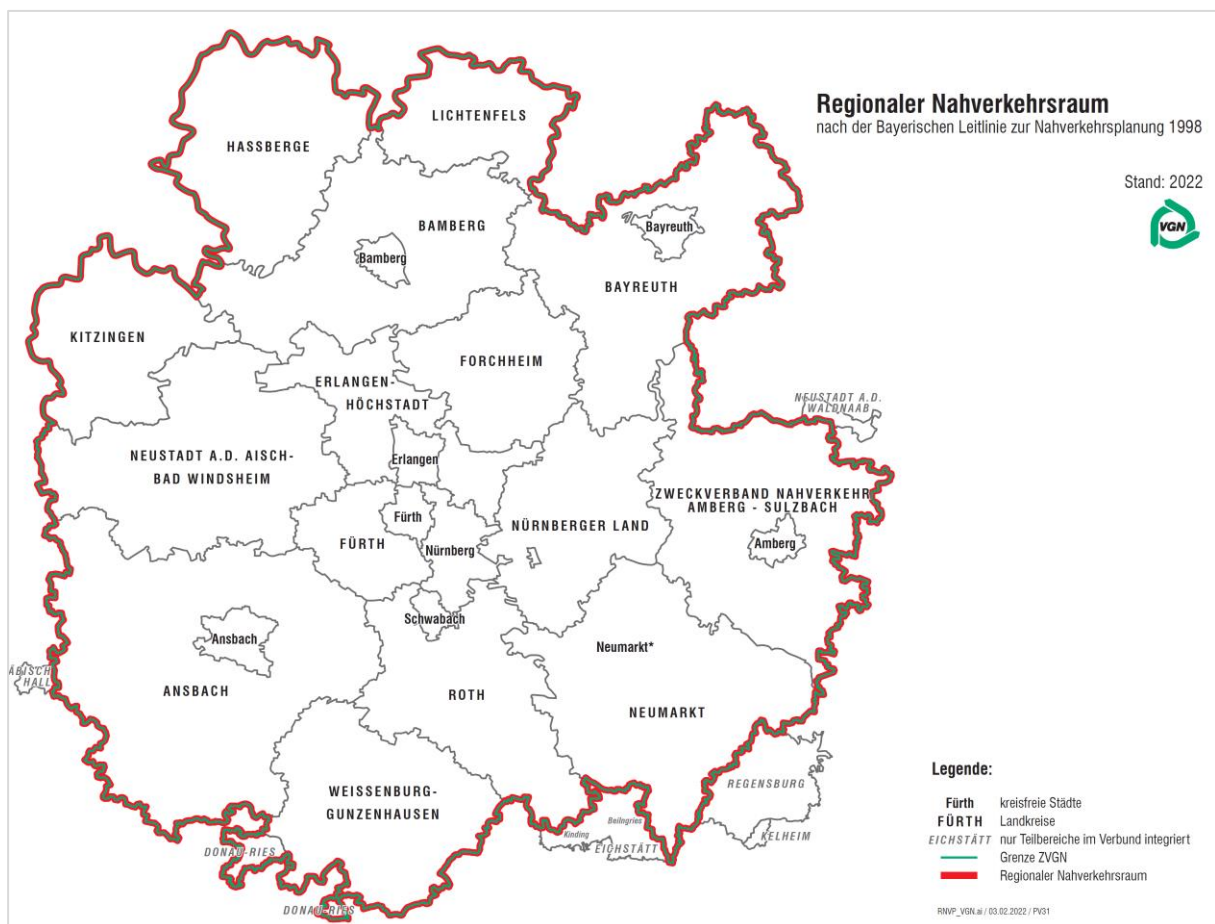 Regionaler Nahverkehrsraum
nach der Bayerischen Leitlinie zur Nahverkehrsplanung 1998
Stand: 2022
VGN
LICHTENFELS
HASSBERGE
BAMBERG
Bamberg
Bayreuth
BAYREUTH
KITZINGEN
FORCHHEIM
ERLANGEN-
HÖCHSTADT
NEUSTADT A.D.
WALDNAAB
NEUSTADT A.D. AISCH-
BAD WINDSHEIM
Erlangen
ZWECKVERBAND NAHVERKEHR
AMBERG - SULZBACH
Fürth
FÜRTH
Nürnberg
NÜRNBERGER LAND
Amberg
Schwabach
Ansbach
Neumarkt*
ÄBISCH
HALL
ANSBACH
ROTH
NEUMARKT
WEISSENBURG-
GUNZENHAUSEN
REGENSBURG
Beilngries
Kinding
EICHSTÄTT
KELHEIM
DONAU-RIES
DONAU-RIES
Legende:
Fürth kreisfreie Städte
FÜRTH Landkreise
EICHSTÄTT nur Teilbereiche im Verbund integriert
Grenze ZVGN
Regionaler Nahverkehrsraum
RNVP_VGN.ai / 03.02.2022 / PV31